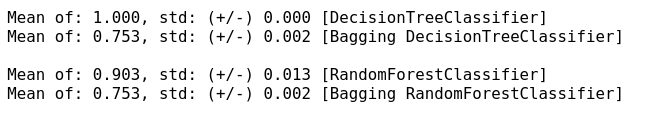 Mean of: 1.000, std: (+/-) 0.000 [DecisionTreeClassifier]
Mean of: 0.753, std: (+/-) 0.002 [Bagging DecisionTreeClassifier]
Mean of: 0.903, std: (+/-) 0.013 [RandomForestClassifier]
Mean of: 0.753, std: (+/-) 0.002 [Bagging RandomForestClassifier]